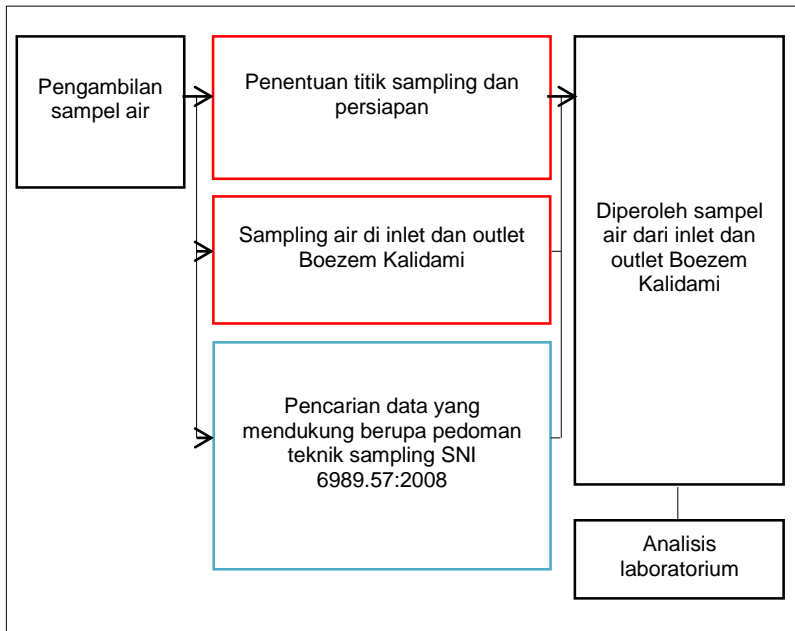 Pengambilan
sampel air
Penentuan titik sampling dan
persiapan
Sampling air di inlet dan outlet
Boezem Kalidami
Pencarian data yang
mendukung berupa pedoman
teknik sampling SNI
6989.57:2008
Diperoleh sampel
air dari inlet dan
outlet Boezem
Kalidami
Analisis
laboratorium